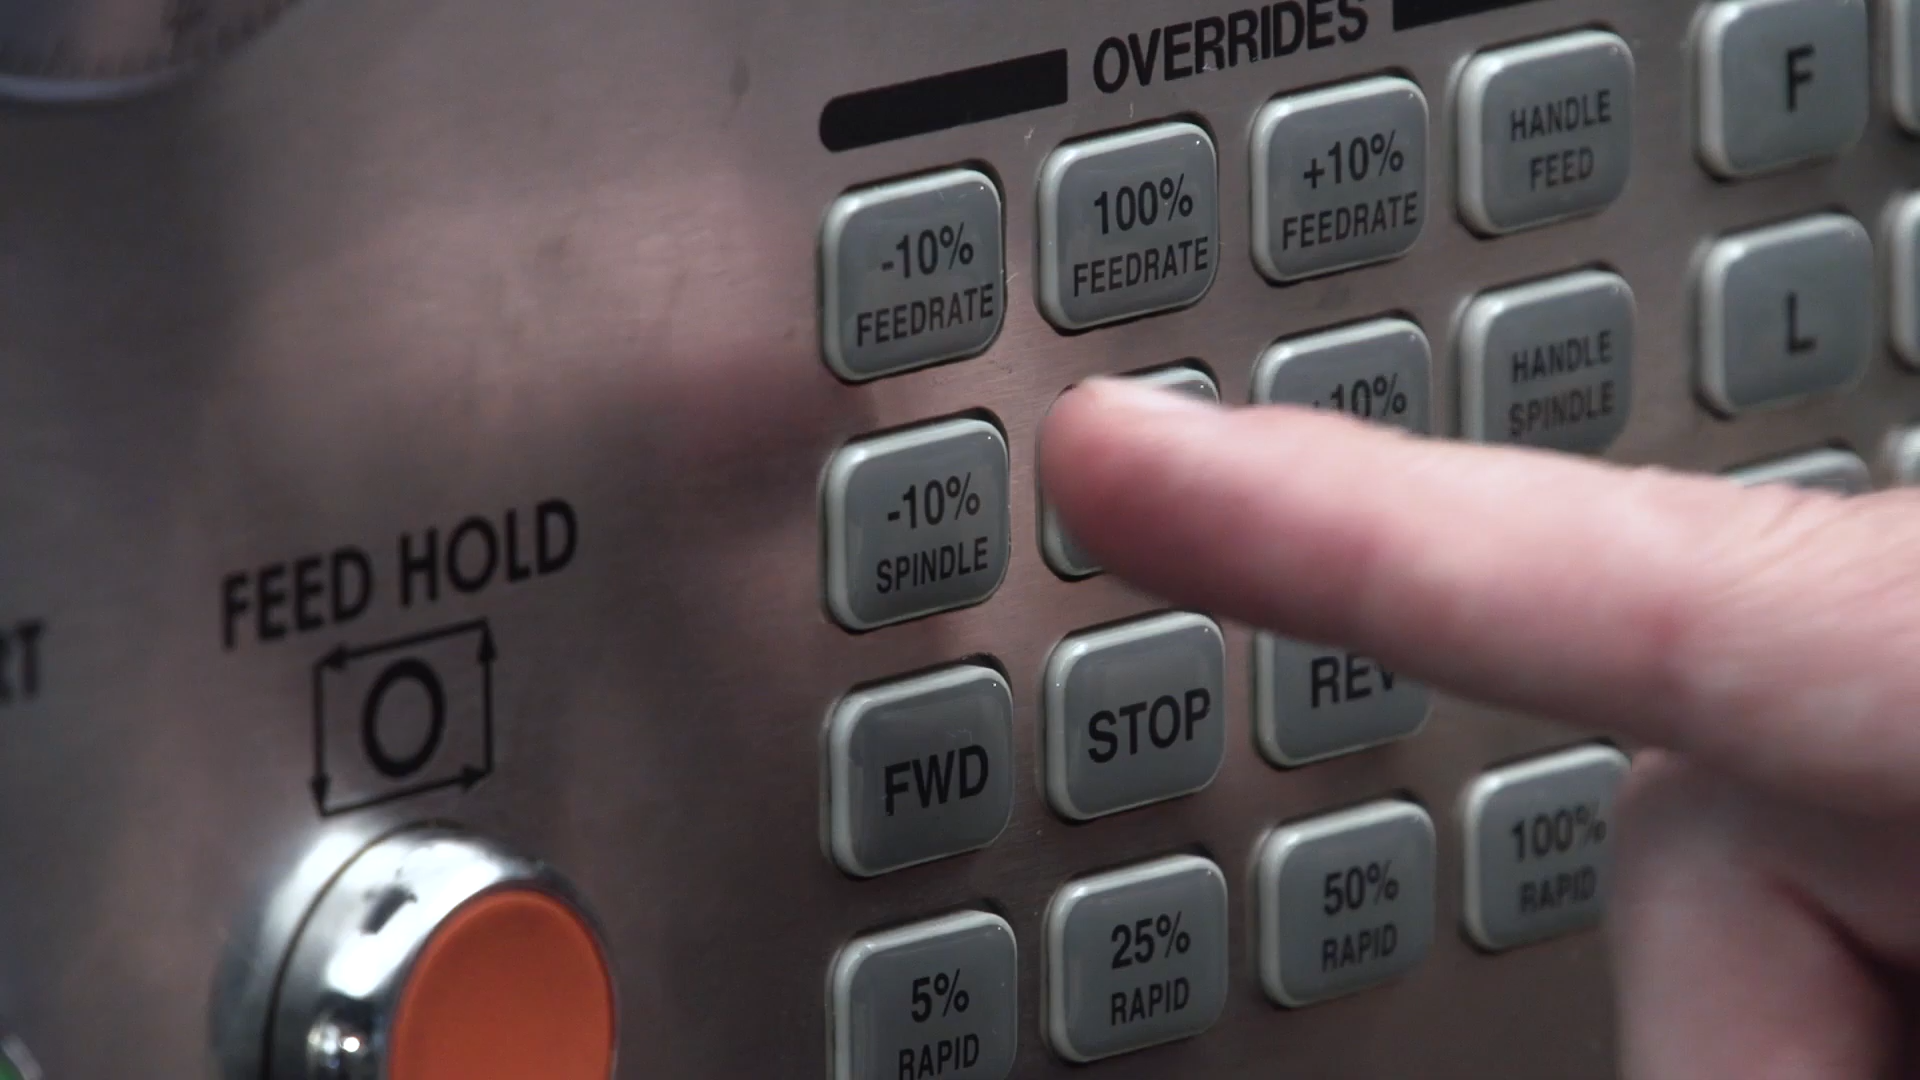 OVERRIDES
-10%
FEEDRATE
100%
FEEDRATE
+10%
FEEDRATE
HANDLE
FEED
F
-10%
SPINDLE
10%
HANDLE
SPINDLE
L
FEED HOLD
FWD
STOP
REV
5%
RAPID
25%
RAPID
50%
RAPID
100%
RAPID